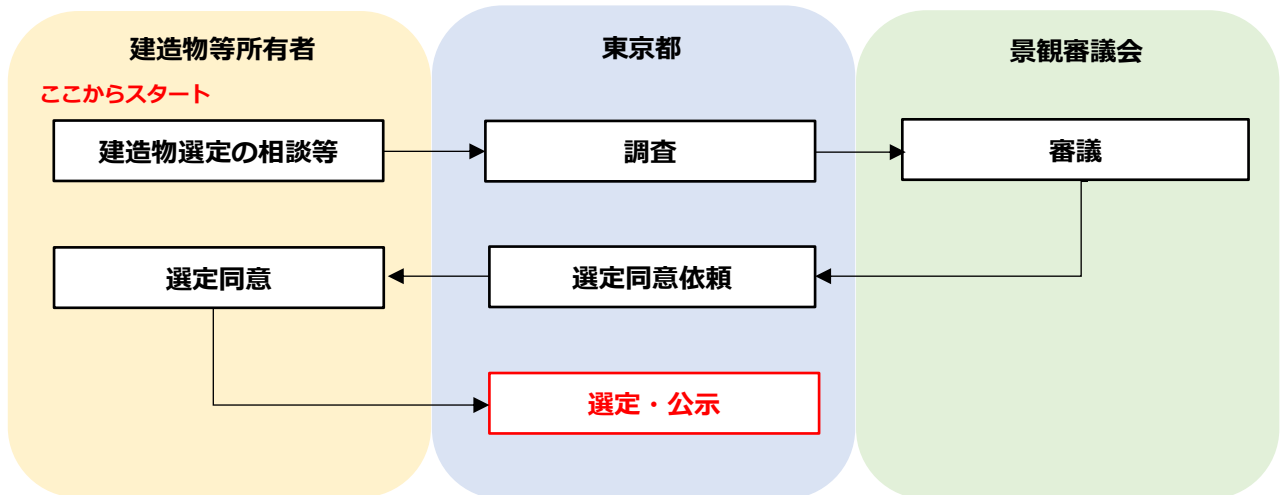 建造物等所有者
東京都
景観審議会
ここからスタート
建造物選定の相談等
調査
審議
選定同意
選定同意依頼
選定・公示